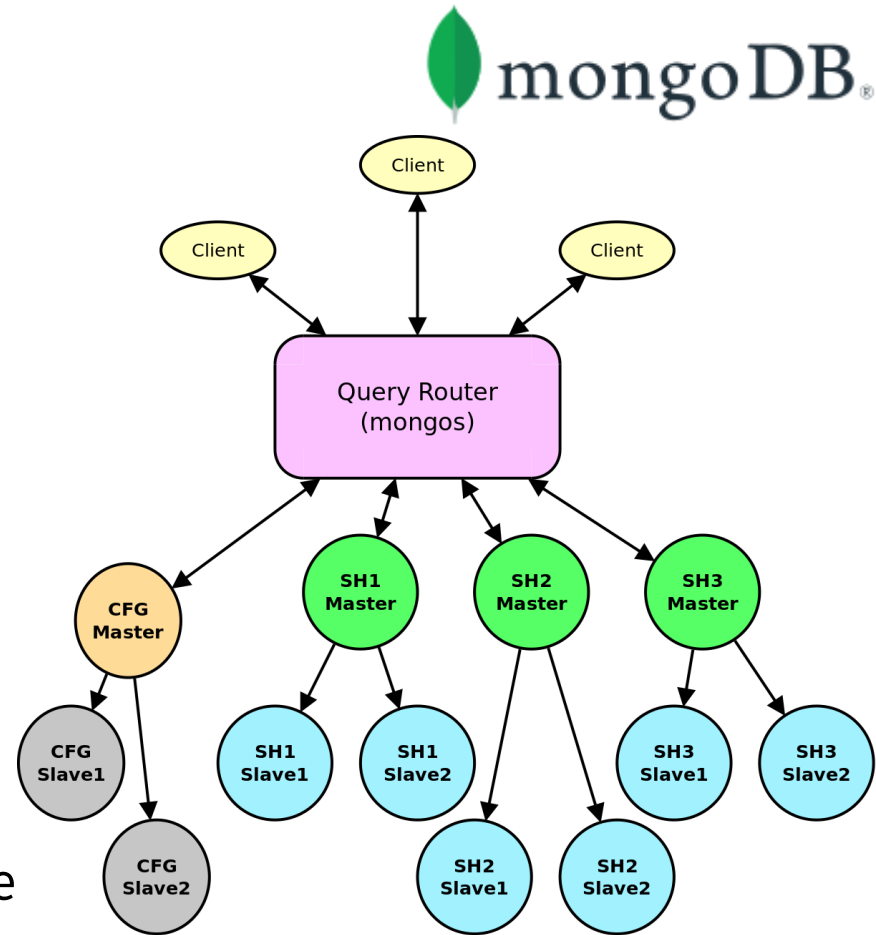 mongoDB®
Client
Client
Client
Query Router
(mongos)
SH1
Master
SH2
Master
SH3
Master
CFG
Master
CFG
Slave1
SH1
Slave1
SH1
Slave2
SH3
Slave1
SH3
Slave2
CFG
Slave2
SH2
Slave1
SH2
Slave2
e